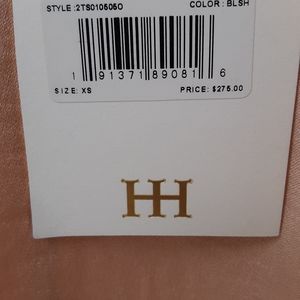 STYLE :2TS0105050 COLOR : BLSH
1 91371 89081 6
SIZE: XS PRICE: $275.00
HH